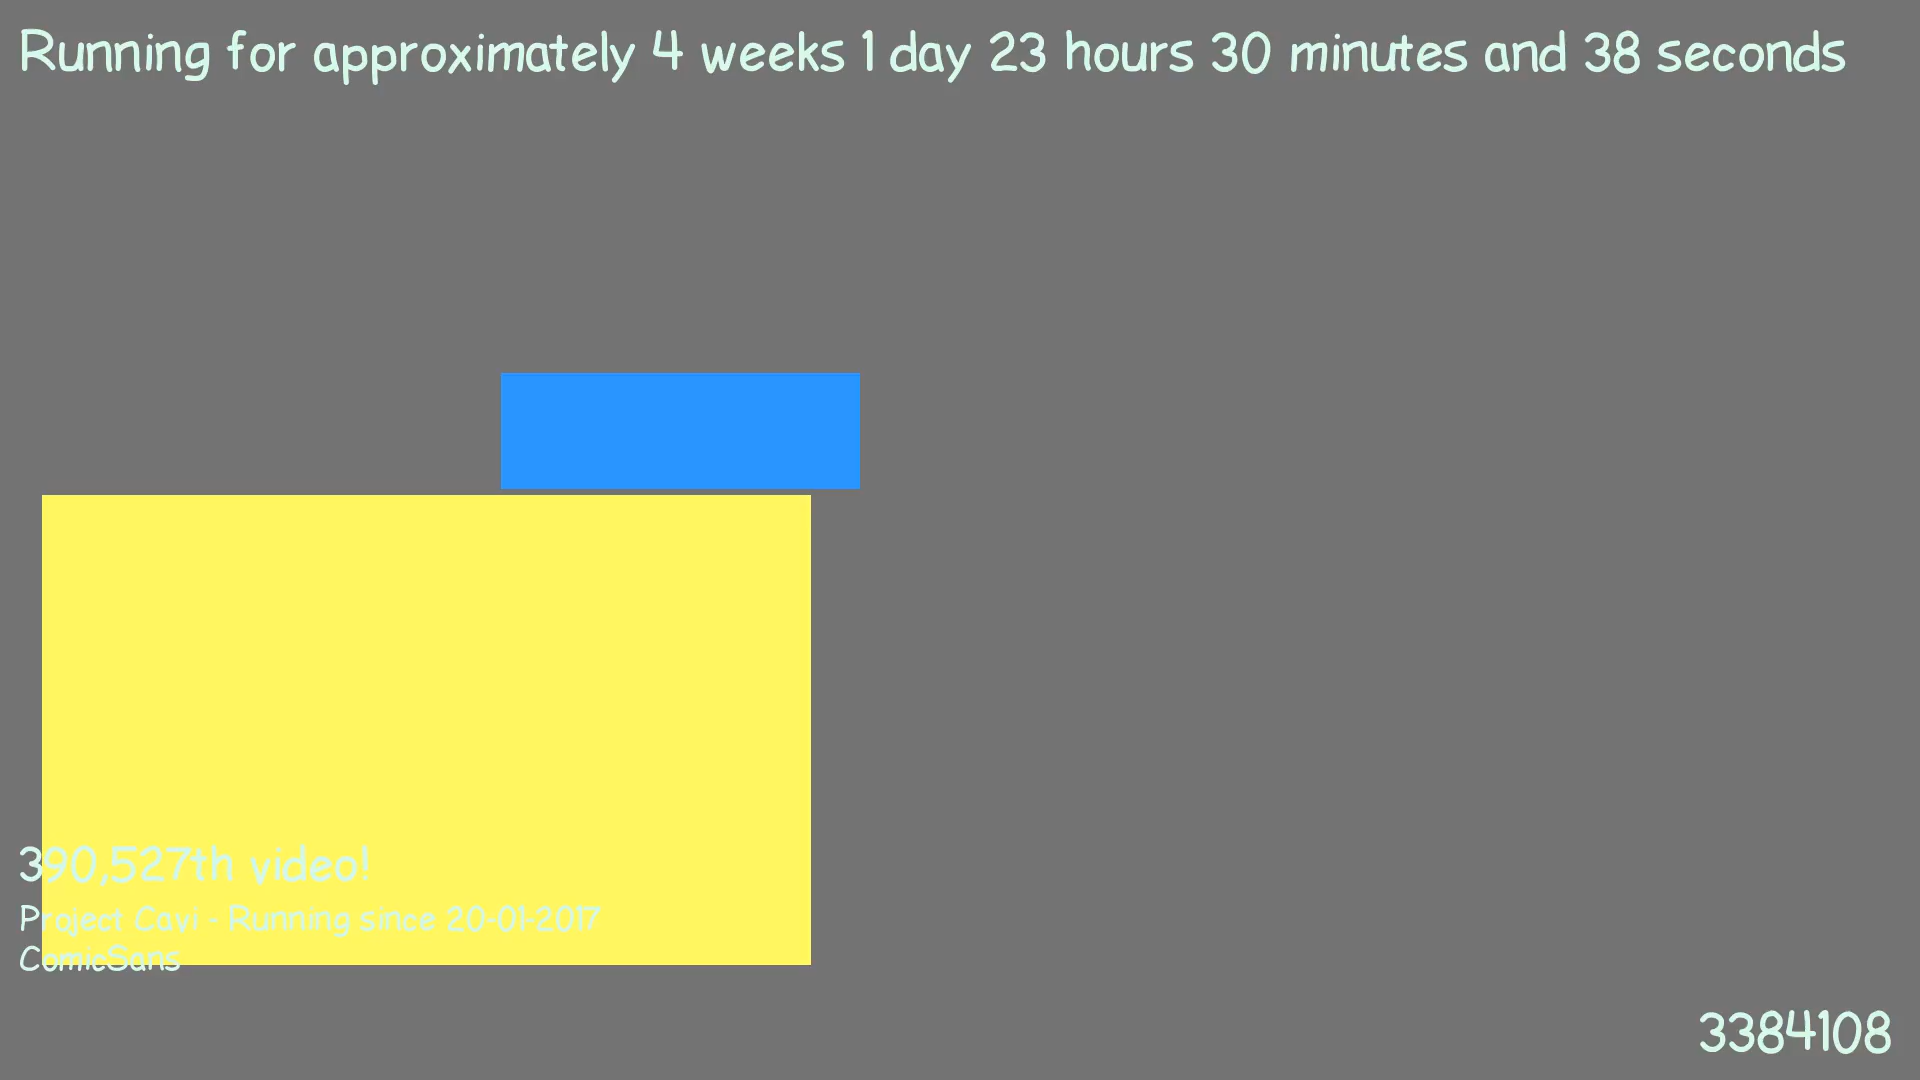 Running for approximately 4 weeks 1 day 23 hours 30 minutes and 38 seconds
390,527th video!
Project Cavi - Running since 20-01-2017
ComicSans
3384108